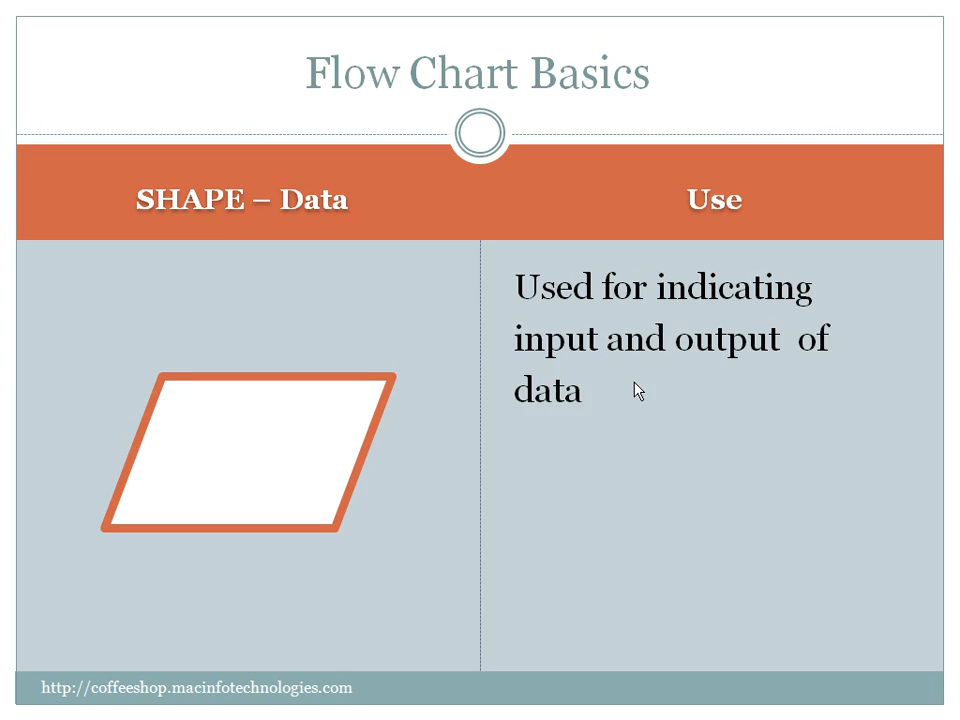 Flow Chart Basics
SHAPE – Data
Use
Used for indicating
input and output  of
data
http://coffeeshop.macinfotechnologies.com